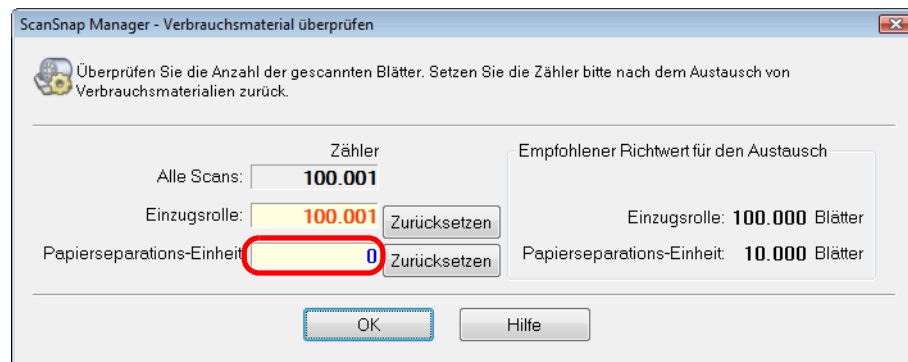 ScanSnap Manager - Verbrauchsmaterial überprüfen
Überprüfen Sie die Anzahl der gescannten Blätter. Setzen Sie die Zähler bitte nach dem Austausch von
Verbrauchsmaterialien zurück.
Zähler
Alle Scans: 100.001
Einzugsrolle: 100.001 Zurücksetzen
Papierseparations-Einheit 0 Zurücksetzen
Empfohlener Richtwert für den Austausch
Einzugsrolle: 100.000 Blätter
Papierseparations-Einheit: 10.000 Blätter
OK Hilfe